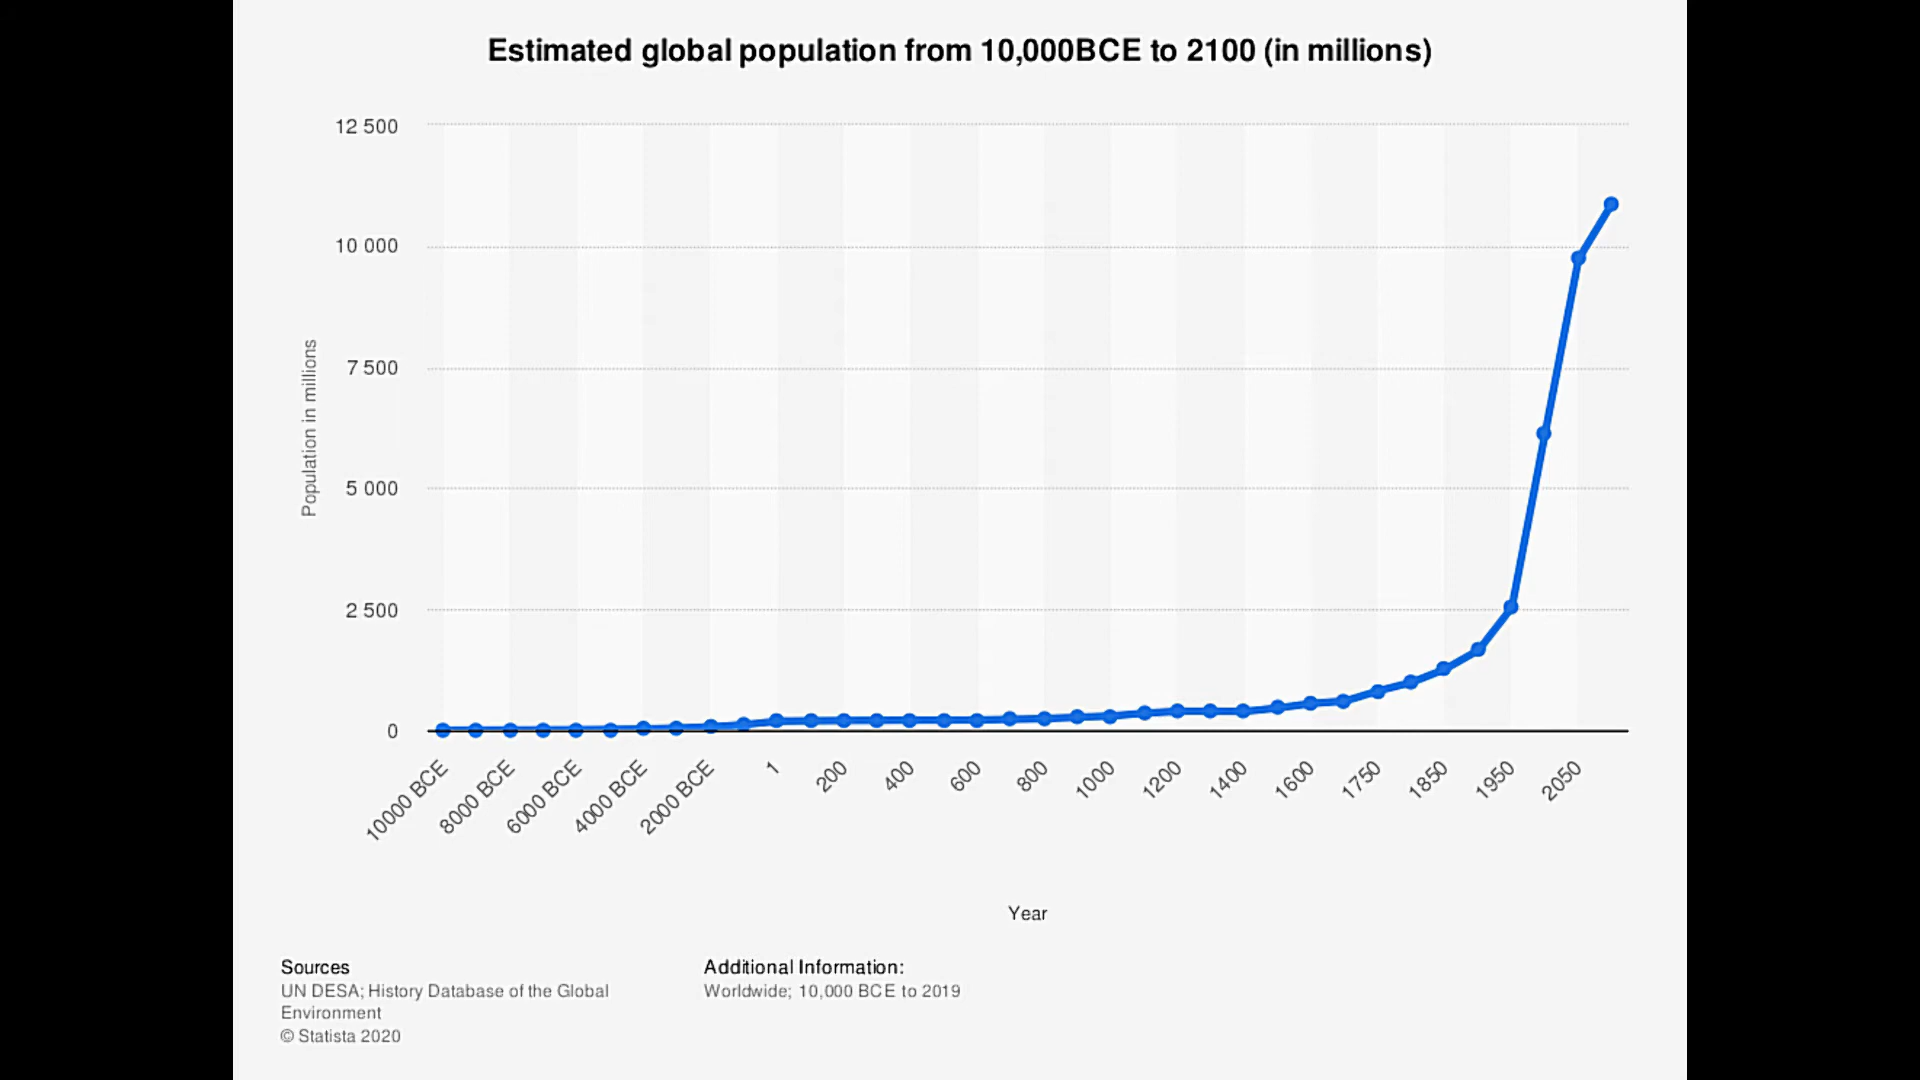 Estimated global population from 10,000BCE to 2100 (in millions)
12 500
10 000
7 500
5 000
2 500
0
Population in millions
10000 BCE
8000 BCE
6000 BCE
4000 BCE
2000 BCE
1
200
400
600
800
1000
1200
1400
1600
1750
1850
1950
2050
Year
Sources
UN DESA; History Database of the Global
Environment
© Statista 2020
Additional Information:
Worldwide; 10,000 BCE to 2019